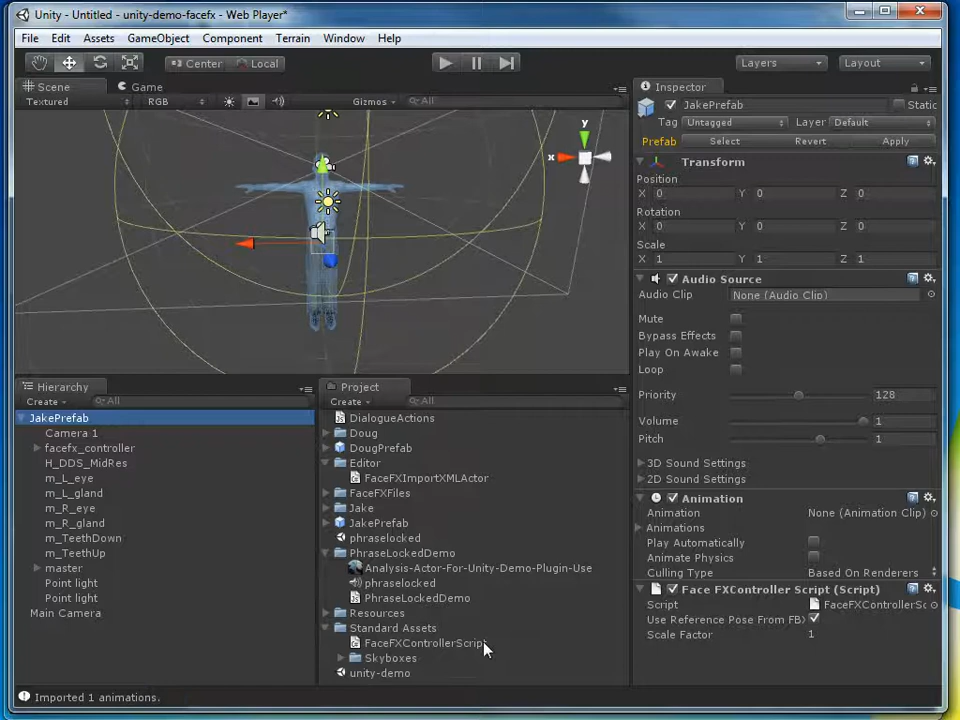 Unity - Untitled - unity-demo-facefx - Web Player*
File Edit Assets GameObject Component Terrain Window Help
Center Local Layers Layout
Scene Game
Textured RGB Gizmos All
y
x
Inspector
JakePrefab Static
Tag Untagged Layer Default
Prefab Select Revert Apply
Transform
Position
X 0 Y 0 Z 0
Rotation
X 0 Y 0 Z 0
Scale
X 1 Y 1 Z 1
Audio Source
Audio Clip None (Audio Clip)
Mute
Bypass Effects
Play On Awake
Loop
Priority 128
Volume 1
Pitch 1
3D Sound Settings
2D Sound Settings
Animation
Animation None (Animation Clip)
Animations
Play Automatically
Animate Physics
Culling Type Based On Renderers
Face FXController Script (Script)
Script FaceFXControllerSc
Use Reference Pose From FBX
Scale Factor 1
Hierarchy
Create All
JakePrefab
Camera 1
facefx_controller
H_DDS_MidRes
m_L_eye
m_L_gland
m_R_eye
m_R_gland
m_TeethDown
m_TeethUp
master
Point light
Point light
Main Camera
Project
Create All
DialogueActions
Doug
DougPrefab
Editor
FaceFXImportXMLActor
FaceFXFiles
Jake
JakePrefab
phraselocked
PhraseLockedDemo
Analysis-Actor-For-Unity-Demo-Plugin-Use
phraselocked
PhraseLockedDemo
Resources
Standard Assets
FaceFXControllerScript
Skyboxes
unity-demo
Imported 1 animations.